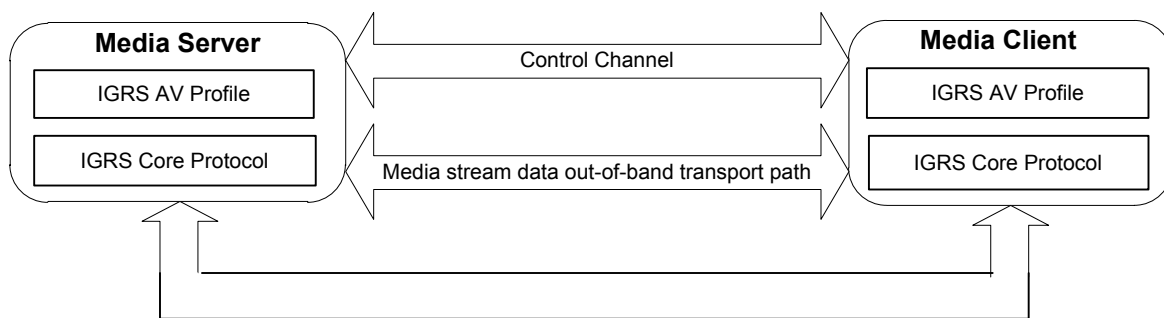 Media Server
IGRS AV Profile
IGRS Core Protocol
Control Channel
Media stream data out-of-band transport path
Media Client
IGRS AV Profile
IGRS Core Protocol